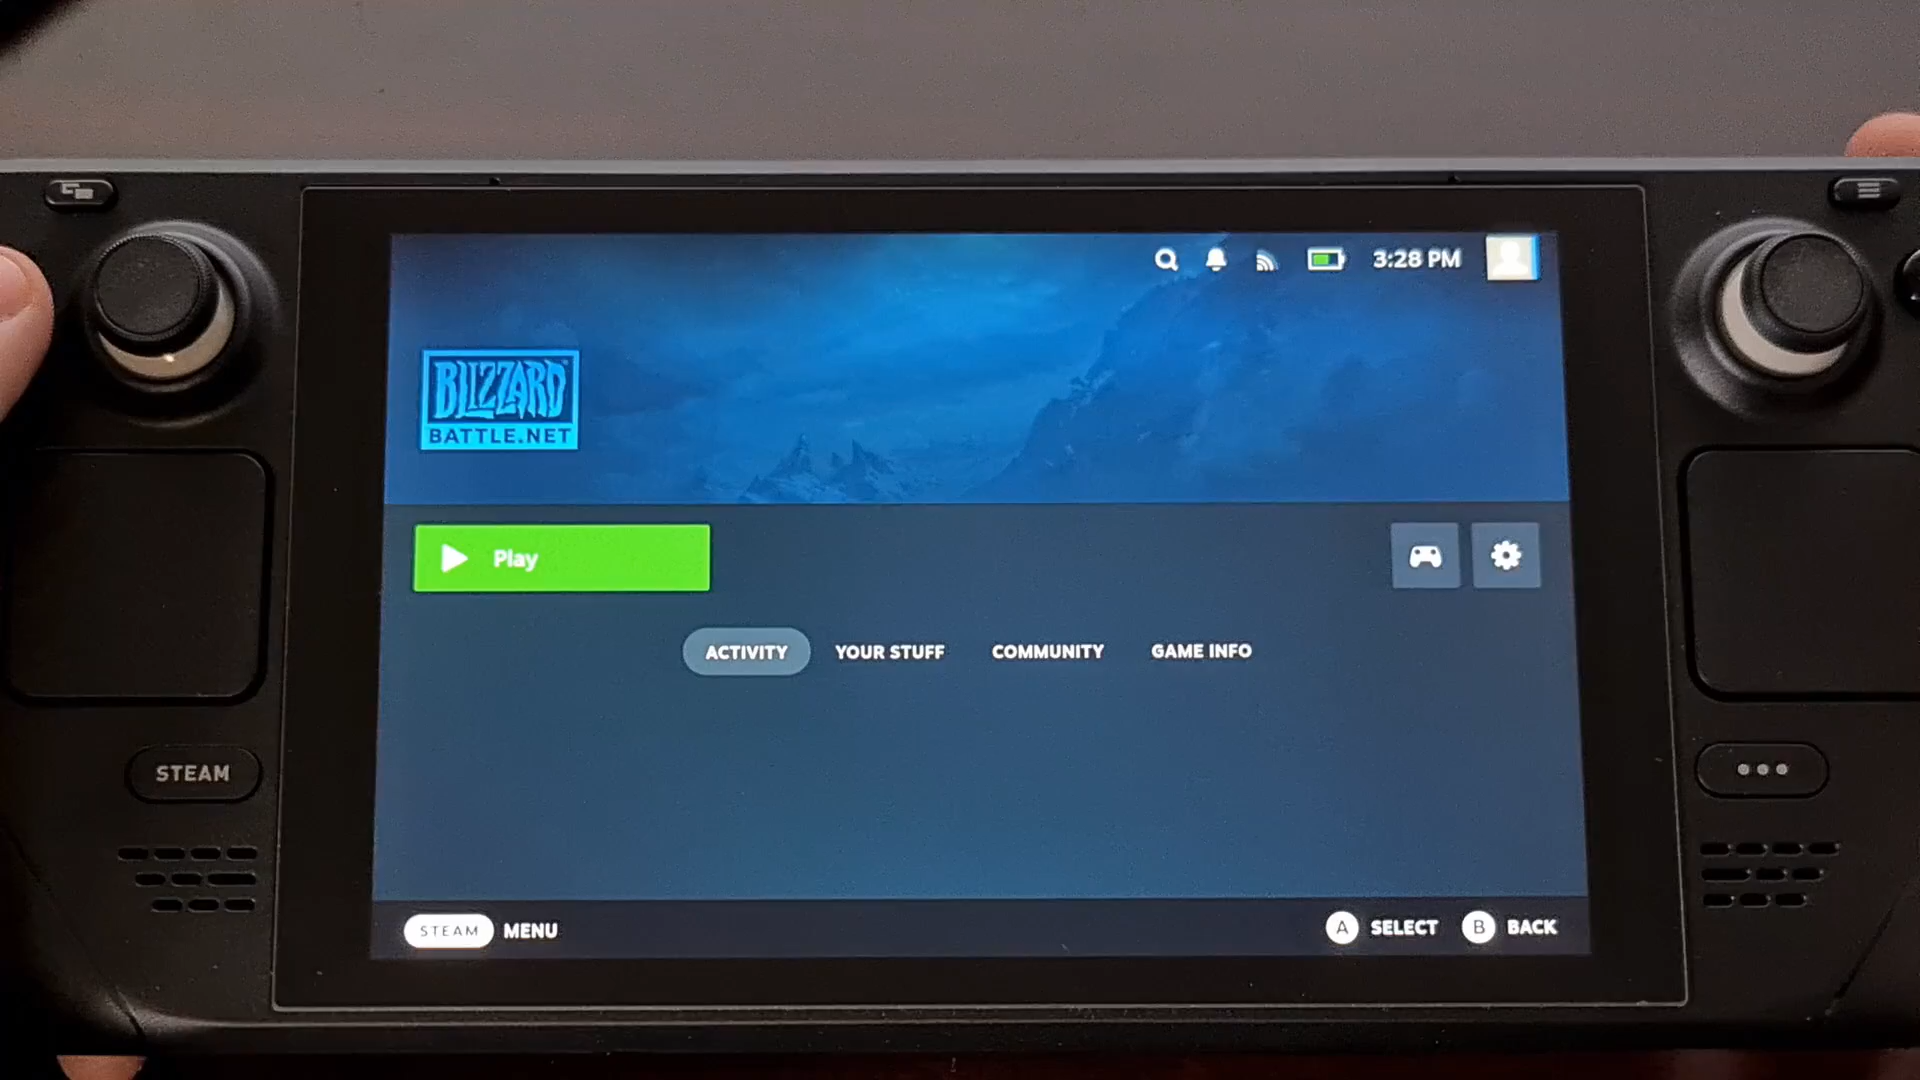 3:28 PM
BLIZZARD
BATTLE.NET
Play
ACTIVITY YOUR STUFF COMMUNITY GAME INFO
STEAM
STEAM MENU A SELECT B BACK